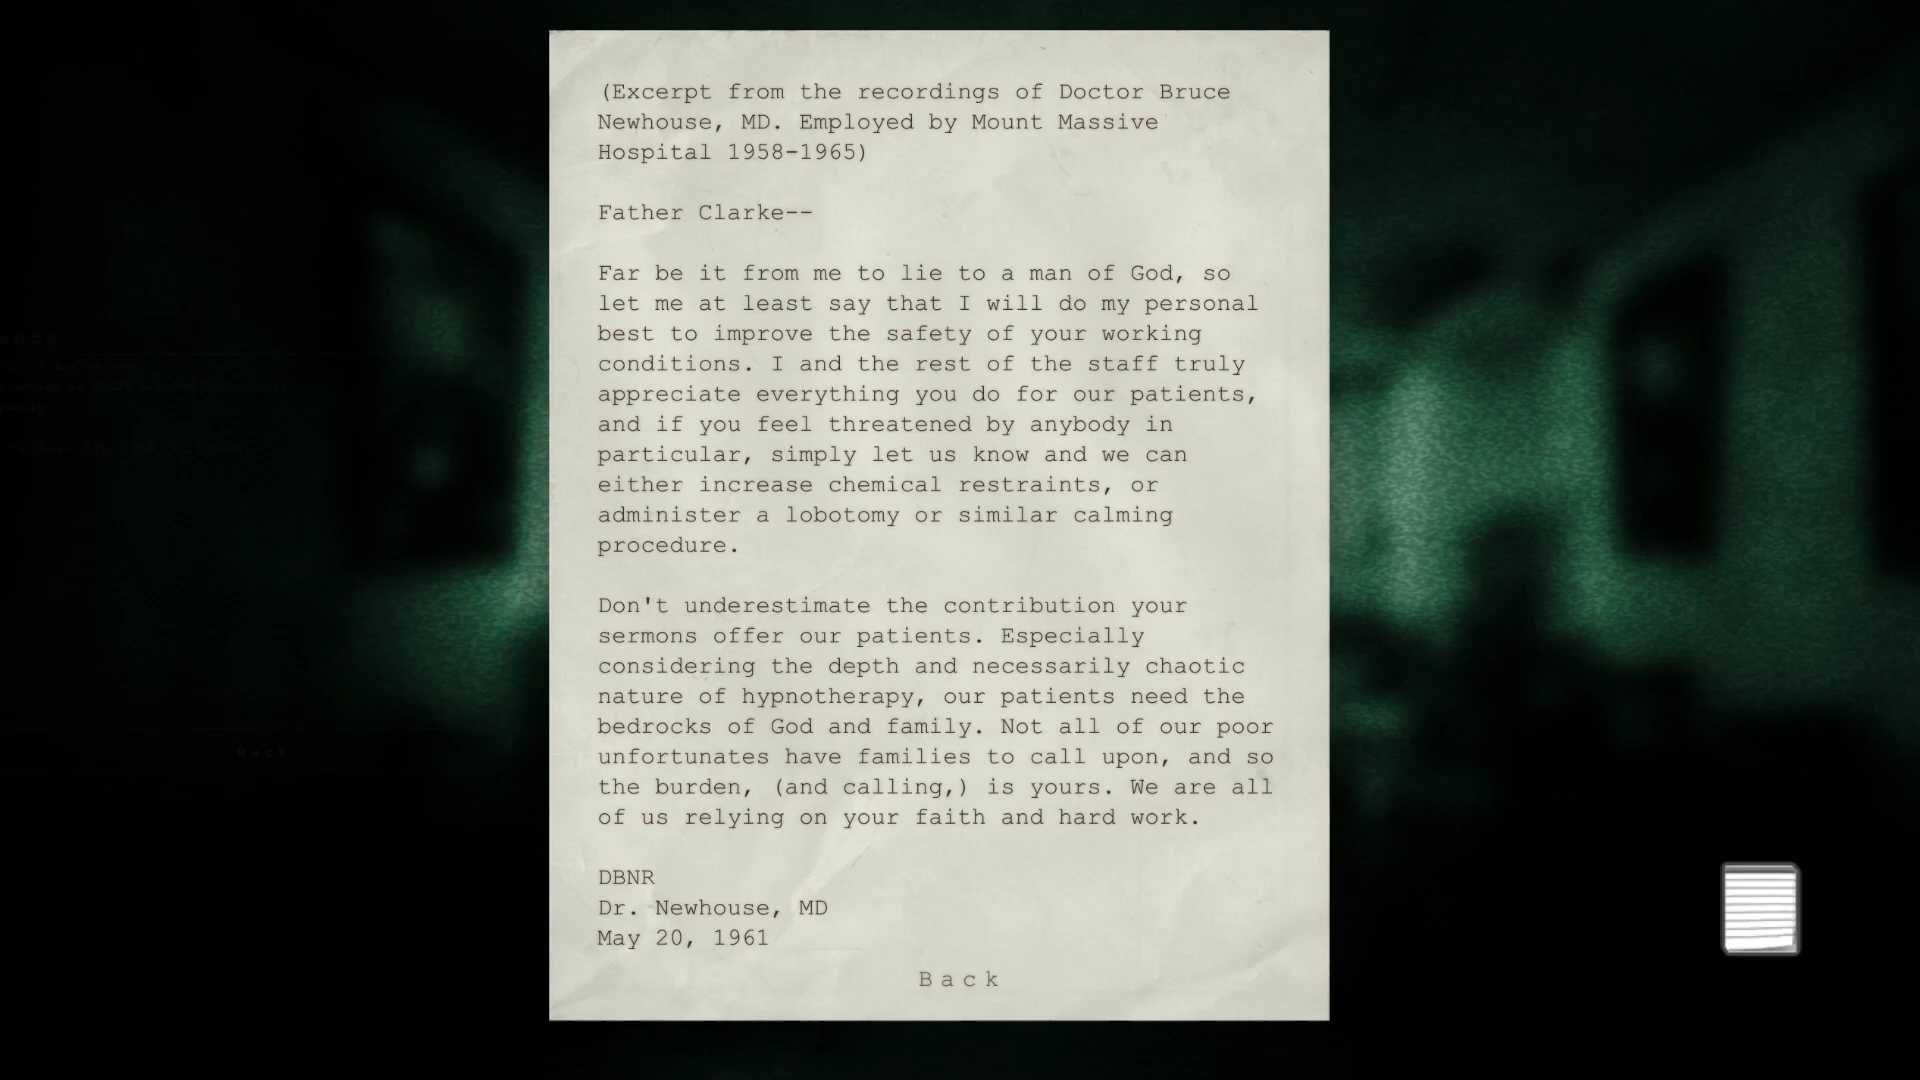 (Excerpt from the recordings of Doctor Bruce
Newhouse, MD. Employed by Mount Massive
Hospital 1958-1965)
Father Clarke--
Far be it from me to lie to a man of God, so
let me at least say that I will do my personal
best to improve the safety of your working
conditions. I and the rest of the staff truly
appreciate everything you do for our patients,
and if you feel threatened by anybody in
particular, simply let us know and we can
either increase chemical restraints, or
administer a lobotomy or similar calming
procedure.
Don't underestimate the contribution your
sermons offer our patients. Especially
considering the depth and necessarily chaotic
nature of hypnotherapy, our patients need the
bedrocks of God and family. Not all of our poor
unfortunates have families to call upon, and so
the burden, (and calling,) is yours. We are all
of us relying on your faith and hard work.
DBNR
Dr. Newhouse, MD
May 20, 1961
Back
Back